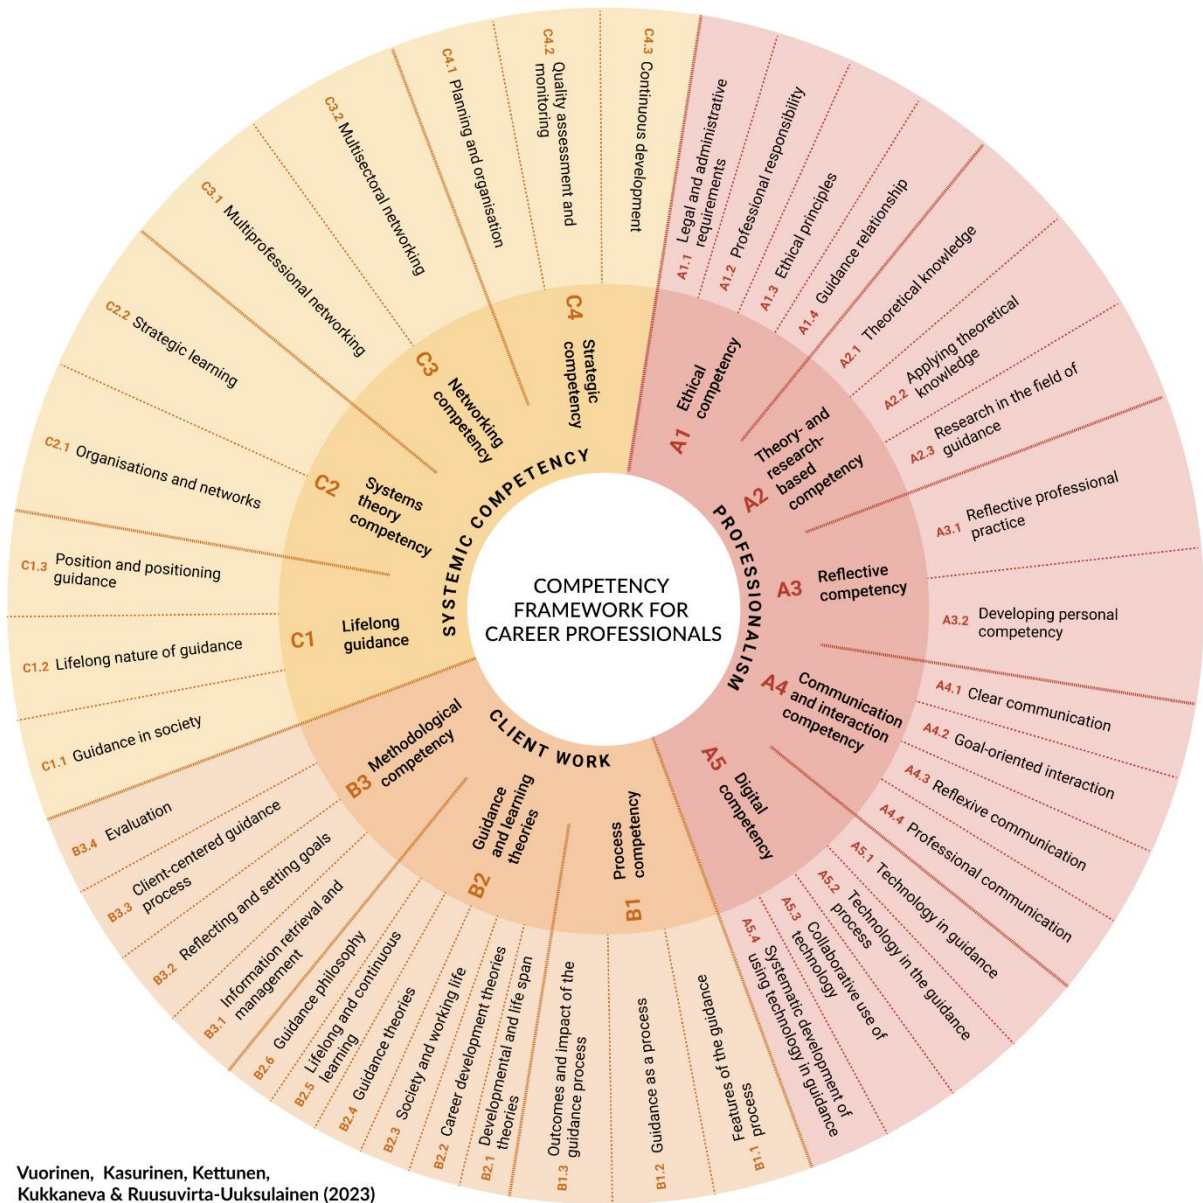 COMPETENCY
FRAMEWORK FOR
CAREER PROFESSIONALS
PROFESSIONALISM
A1 Ethical
competency
A1.1 Legal and administrative
requirements
A1.2 Professional responsibility
A1.3 Ethical principles
A1.4 Guidance relationship
A2 Theory- and
research-
based
competency
A2.1 Theoretical knowledge
A2.2 Applying theoretical
knowledge
A2.3 Research in the field of
guidance
A3 Reflective
competency
A3.1 Reflective professional
practice
A3.2 Developing personal
competency
A4 Communication
and interaction
competency
A4.1 Clear communication
A4.2 Goal-oriented interaction
A4.3 Reflexive communication
A4.4 Professional communication
A5 Digital
competency
A5.1 Technology in guidance
A5.2 Technology in the guidance
process
A5.3 Collaborative use of
technology
A5.4 Systematic development of
using technology in guidance
CLIENT WORK
B1 Process
competency
B1.1 Features of the guidance
process
B1.2 Guidance as a process
B1.3 Outcomes and impact of the
guidance process
B2 Guidance
and learning
theories
B2.1 Developmental and life span
theories
B2.2 Career development theories
B2.3 Society and working life
B2.4 Guidance theories
B2.5 Lifelong and continuous
learning
B2.6 Guidance philosophy
B3 Methodological
competency
B3.1 Information retrieval and
management
B3.2 Reflecting and setting goals
B3.3 Client-centered guidance
process
B3.4 Evaluation
SYSTEMIC COMPETENCY
C1 Lifelong
guidance
C1.1 Guidance in society
C1.2 Lifelong nature of guidance
C1.3 Position and positioning
guidance
C2 Systems
theory
competency
C2.1 Organisations and networks
C2.2 Strategic learning
C3 Networking
competency
C3.1 Multiprofessional networking
C3.2 Multisectoral networking
C4 Strategic
competency
C4.1 Planning and organisation
C4.2 Quality assessment and
monitoring
C4.3 Continuous development
Vuorinen, Kasurinen, Kettunen,
Kukkaneva & Ruusuvirta-Uuksulainen (2023)